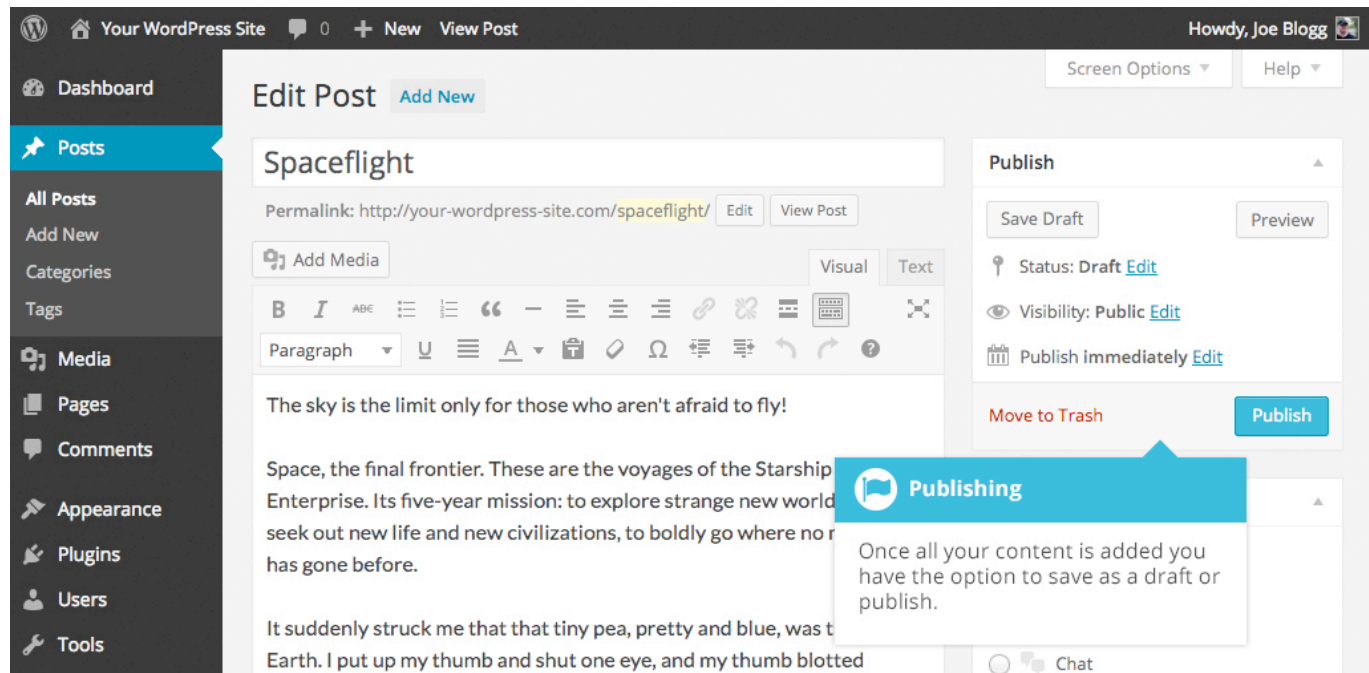 Your WordPress Site 0 + New View Post Howdy, Joe Blogg
Dashboard
Posts
All Posts
Add New
Categories
Tags
Media
Pages
Comments
Appearance
Plugins
Users
Tools
Screen Options Help
Edit Post Add New
Spaceflight
Permalink: http://your-wordpress-site.com/spaceflight/ Edit View Post
Add Media
Visual Text
B I ABC
Paragraph U A T Ω ?
The sky is the limit only for those who aren't afraid to fly!
Space, the final frontier. These are the voyages of the Starship
Enterprise. Its five-year mission: to explore strange new world
seek out new life and new civilizations, to boldly go where no
has gone before.
It suddenly struck me that that tiny pea, pretty and blue, was
Earth. I put up my thumb and shut one eye, and my thumb blotted
Publish
Save Draft Preview
Status: Draft Edit
Visibility: Public Edit
Publish immediately Edit
Move to Trash Publish
Publishing
Once all your content is added you
have the option to save as a draft or
publish.
Chat